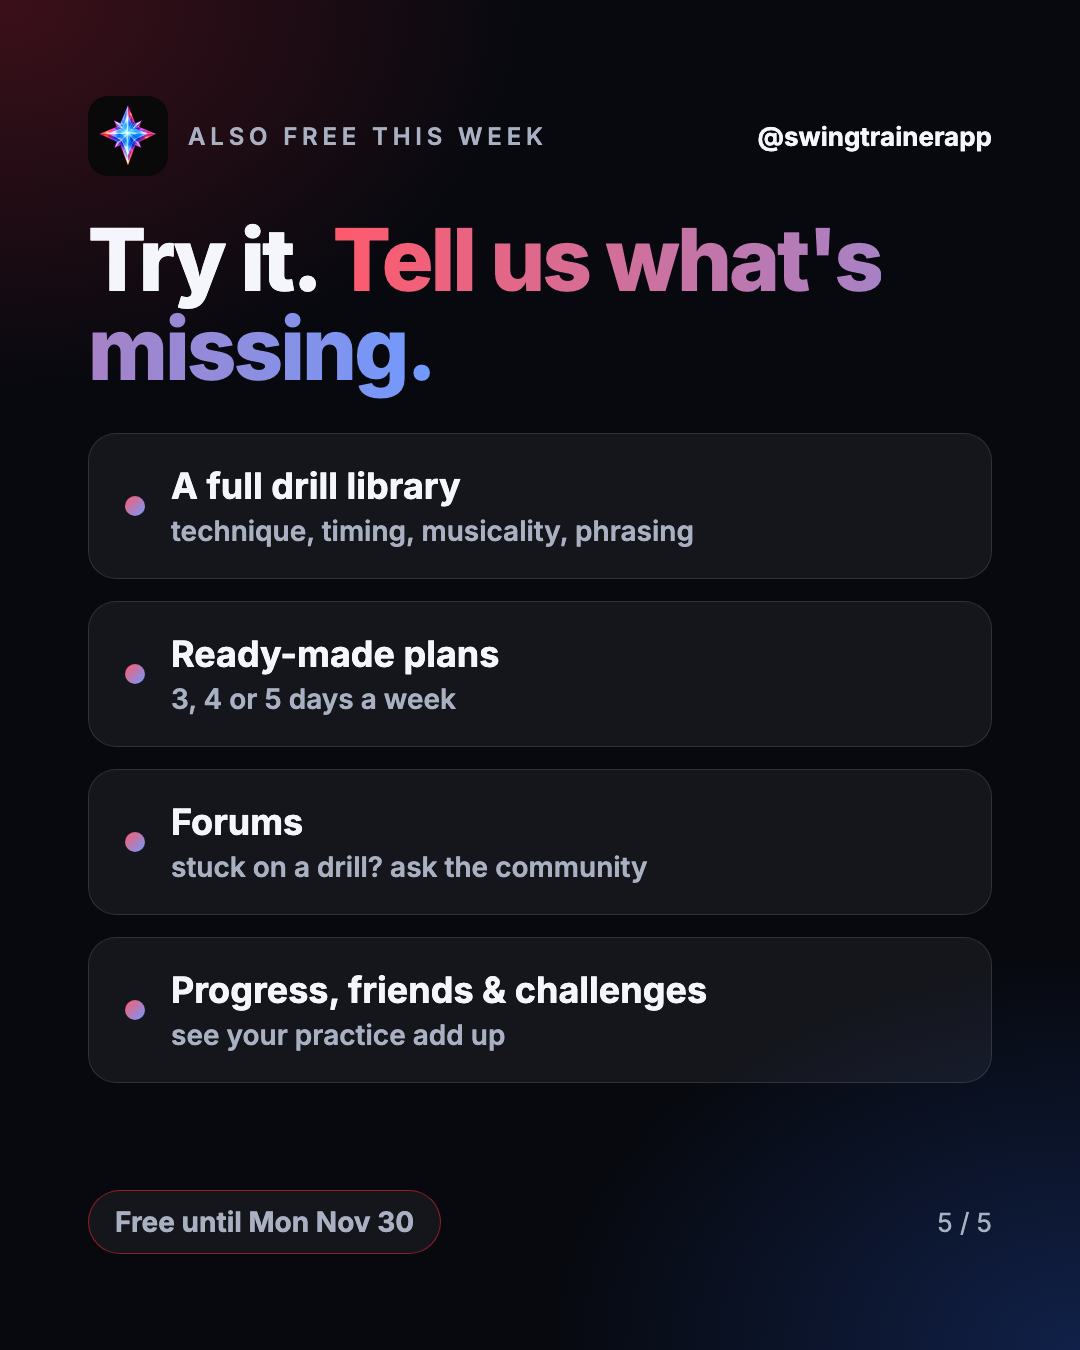 ALSO FREE THIS WEEK
@swingtrainerapp
Try it. Tell us what's
missing.
A full drill library
technique, timing, musicality, phrasing
Ready-made plans
3, 4 or 5 days a week
Forums
stuck on a drill? ask the community
Progress, friends & challenges
see your practice add up
Free until Mon Nov 30
5 / 5